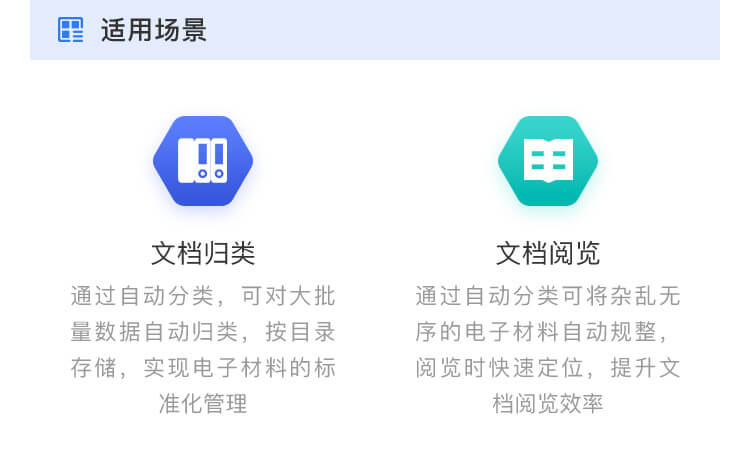 适用场景
文档归类
通过自动分类，可对大批
量数据自动归类，按目录
存储，实现电子材料的标
准化管理
文档阅览
通过自动分类可将杂乱无
序的电子材料自动规整，
阅览时快速定位，提升文
档阅览效率